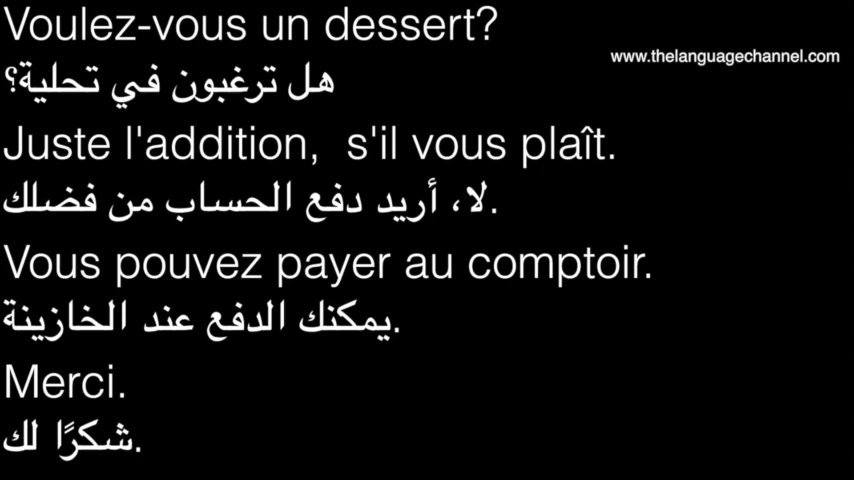 Voulez-vous un dessert?
www.thelanguagechannel.com
هل ترغبون في تحلية؟
Juste l'addition,  s'il vous plaît.
لا، أريد دفع الحساب من فضلك.
Vous pouvez payer au comptoir.
يمكنك الدفع عند الخازينة.
Merci.
شكرًا لك.